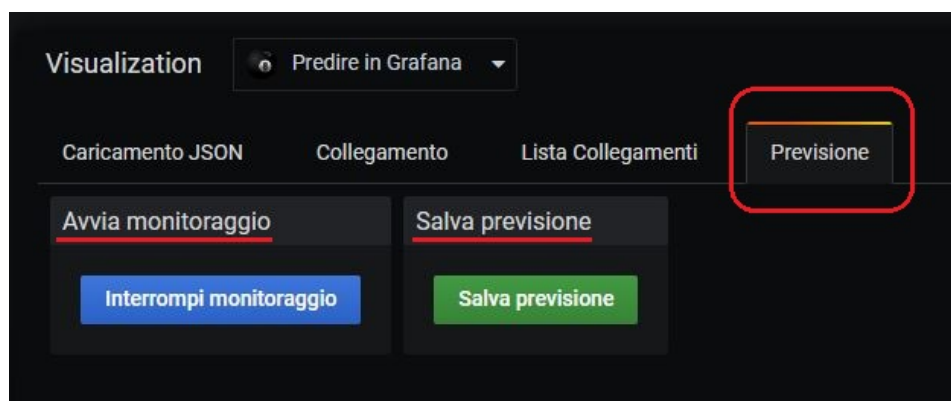 Visualization Predire in Grafana
Caricamento JSON Collegamento Lista Collegamenti Previsione
Avvia monitoraggio Salva previsione
Interrompi monitoraggio Salva previsione